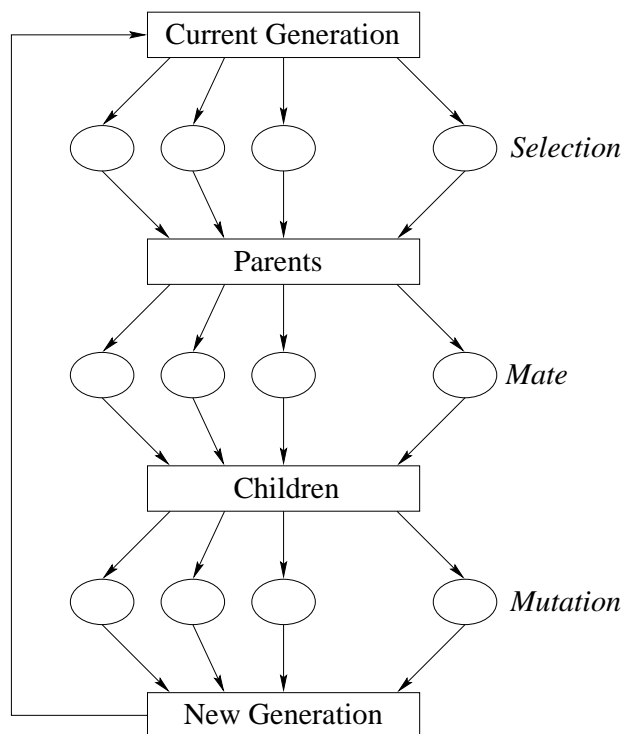 Current Generation
Selection
Parents
Mate
Children
Mutation
New Generation